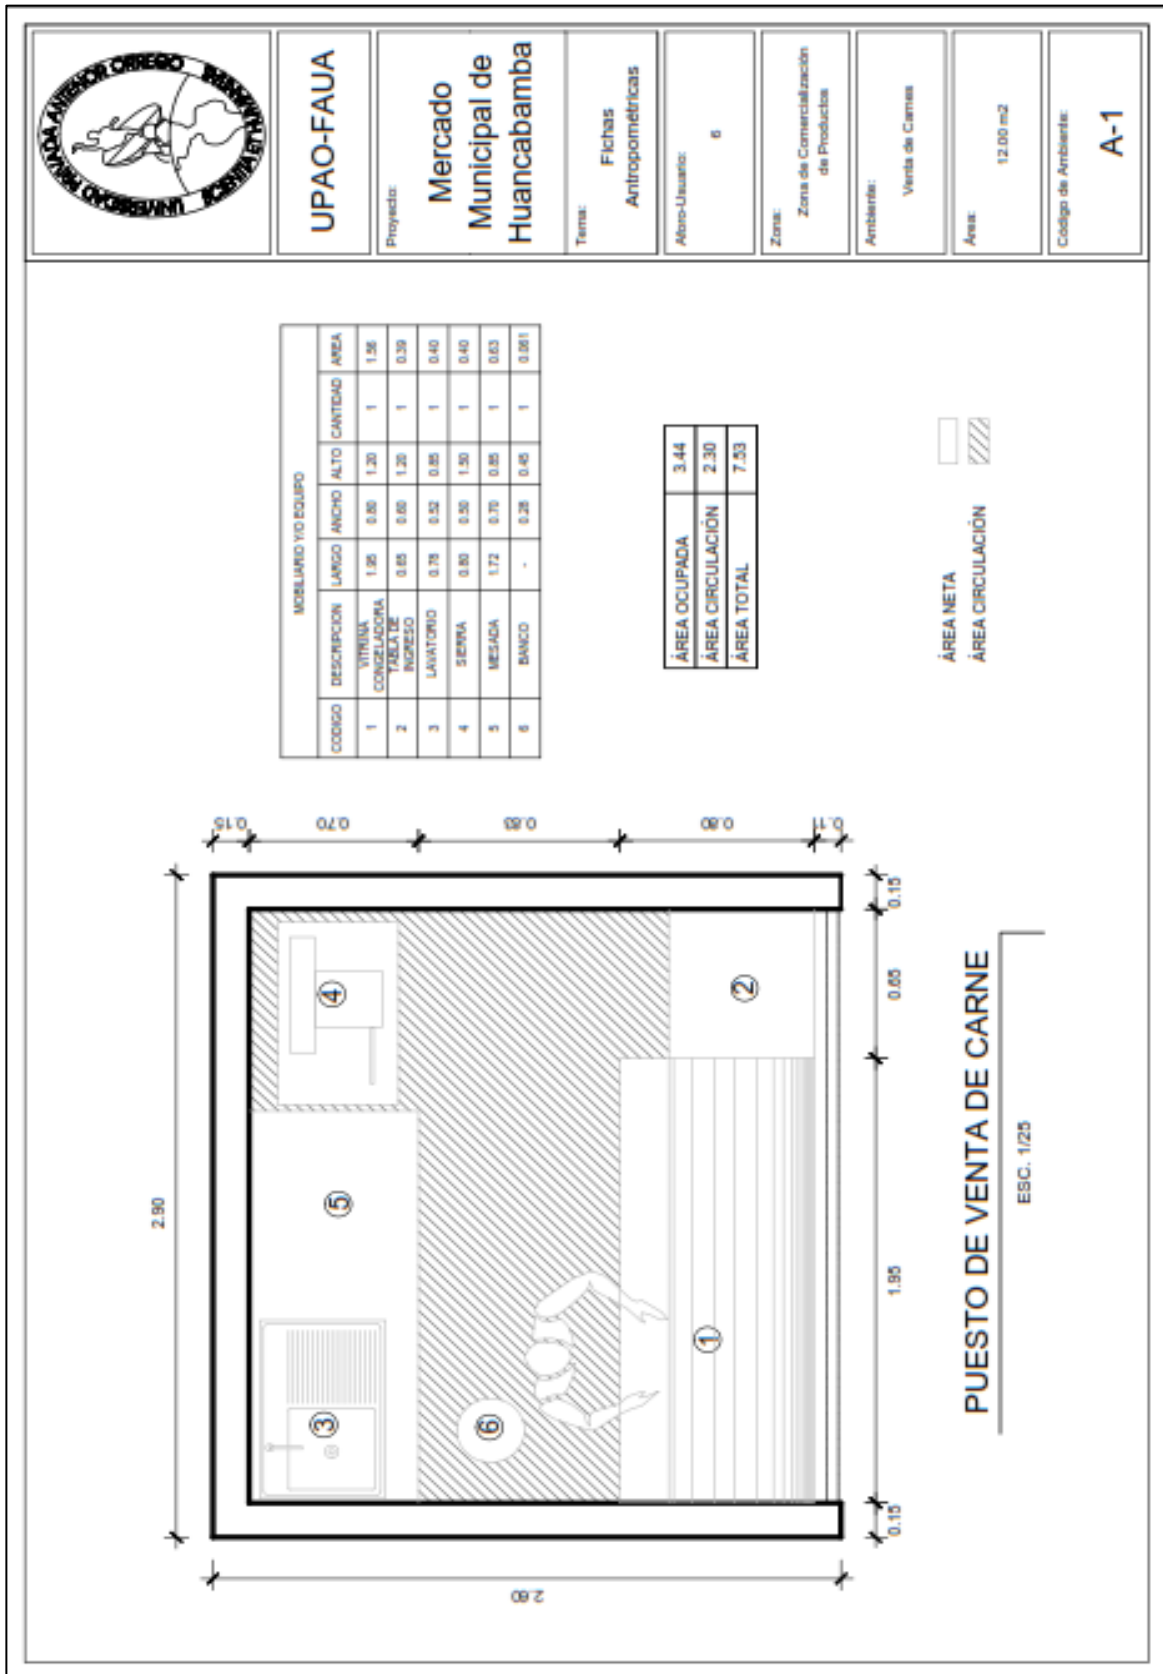 UNIVERSIDAD PRIVADA ANTENOR ORREGO
UPAO-FAUA
Proyecto:
Mercado
Municipal de
Huancabamba
Tema:
Fichas
Antropométricas
Aforo-Usuario:
6
Zona:
Zona de Comercialización
de Productos
Ambiente:
Venta de Carnes
Área:
12.00 m2
Código de Ambiente:
A-1
MOBILIARIO Y/O EQUIPO
CODIGO DESCRIPCION LARGO ANCHO ALTO CANTIDAD AREA
1 VITRINA CONGELADORA 1.95 0.80 1.20 1 1.56
2 TABLA DE INGRESO 0.65 0.60 1.20 1 0.39
3 LAVATORIO 0.78 0.52 0.85 1 0.40
4 SIERRA 0.80 0.50 1.50 1 0.40
5 MESADA 1.72 0.70 0.85 1 0.63
6 BANCO - 0.28 0.45 1 0.061
ÁREA OCUPADA 3.44
ÁREA CIRCULACIÓN 2.30
ÁREA TOTAL 7.53
ÁREA NETA
ÁREA CIRCULACIÓN
2.90
0.15
0.70
0.83
0.80
0.11
2.60
3
5
4
6
1
2
0.15
1.95
0.65
0.15
PUESTO DE VENTA DE CARNE
ESC. 1/25